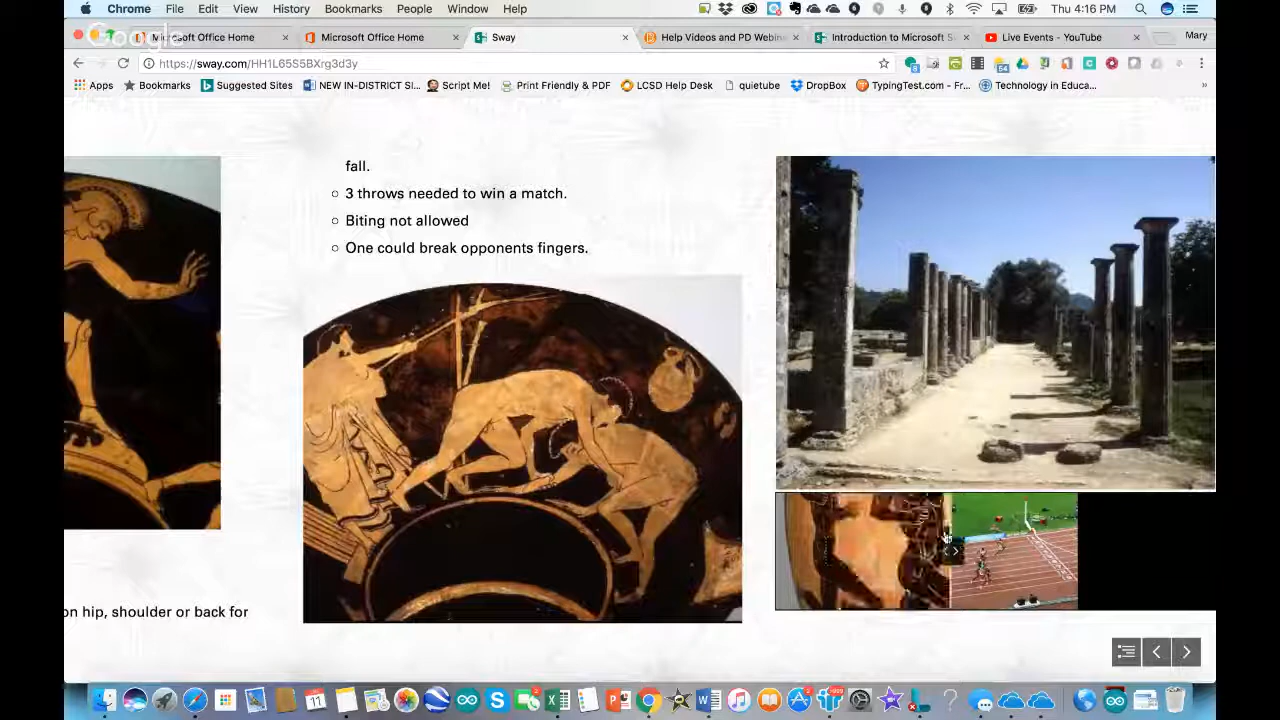 Chrome File Edit View History Bookmarks People Window Help Thu 4:16 PM
Google
Microsoft Office Home × Microsoft Office Home × Sway × Help Videos and PD Webin × Introduction to Microsoft S × Live Events - YouTube × Mary
https://sway.com/HH1L65S5BXrg3d3y
Apps Bookmarks Suggested Sites NEW IN-DISTRICT SI... Script Me! Print Friendly & PDF LCSD Help Desk quietube DropBox TypingTest.com - Fr... Technology in Educa... »
fall.
3 throws needed to win a match.
Biting not allowed
One could break opponents fingers.
on hip, shoulder or back for